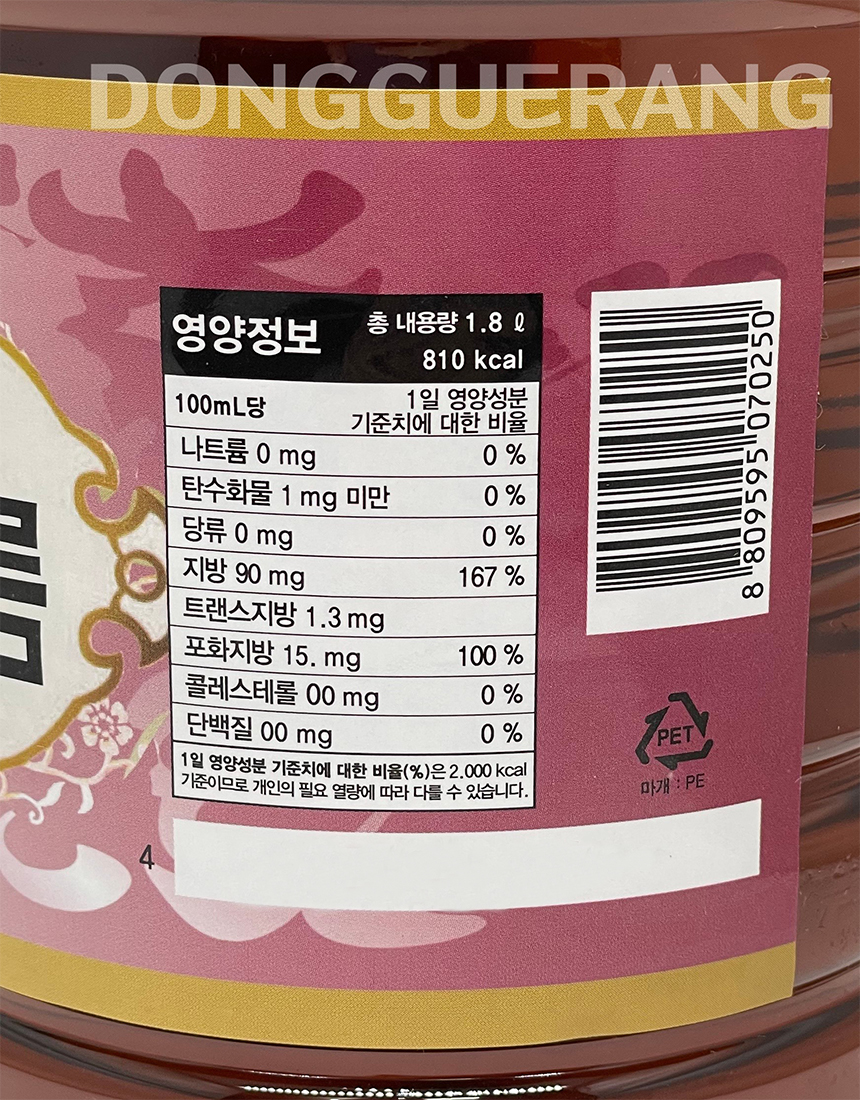 DONGGUERANG
영양정보
총 내용량 1.8 ℓ
810 kcal
100mL당
1일 영양성분
기준치에 대한 비율
나트륨 0 mg 0 %
탄수화물 1 mg 미만 0 %
당류 0 mg 0 %
지방 90 mg 167 %
트랜스지방 1.3 mg
포화지방 15. mg 100 %
콜레스테롤 00 mg 0 %
단백질 00 mg 0 %
1일 영양성분 기준치에 대한 비율(%)은 2.000 kcal
기준이므로 개인의 필요 열량에 따라 다를 수 있습니다.
8 809595 070250
PET
마개 : PE
4